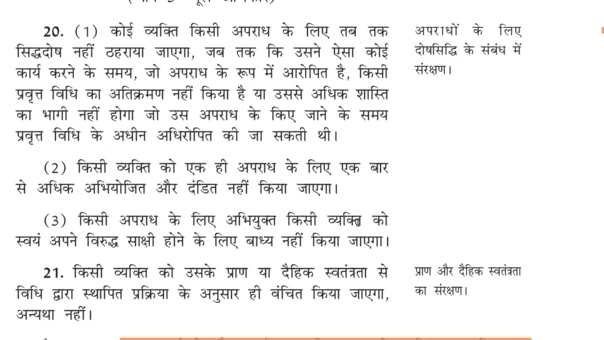 20. (1) कोई व्यक्ति किसी अपराध के लिए तब तक
सिद्धदोष नहीं ठहराया जाएगा, जब तक कि उसने ऐसा कोई
कार्य करने के समय, जो अपराध के रूप में आरोपित है, किसी
प्रवृत्त विधि का अतिक्रमण नहीं किया है या उससे अधिक शास्ति
का भागी नहीं होगा जो उस अपराध के किए जाने के समय
प्रवृत्त विधि के अधीन अधिरोपित की जा सकती थी।
अपराधों के लिए
दोषसिद्धि के संबंध में
संरक्षण।
(2) किसी व्यक्ति को एक ही अपराध के लिए एक बार
से अधिक अभियोजित और दंडित नहीं किया जाएगा।
(3) किसी अपराध के लिए अभियुक्त किसी व्यक्ति को
स्वयं अपने विरुद्ध साक्षी होने के लिए बाध्य नहीं किया जाएगा।
21. किसी व्यक्ति को उसके प्राण या दैहिक स्वतंत्रता से
विधि द्वारा स्थापित प्रक्रिया के अनुसार ही वंचित किया जाएगा,
अन्यथा नहीं।
प्राण और दैहिक स्वतंत्रता
का संरक्षण।